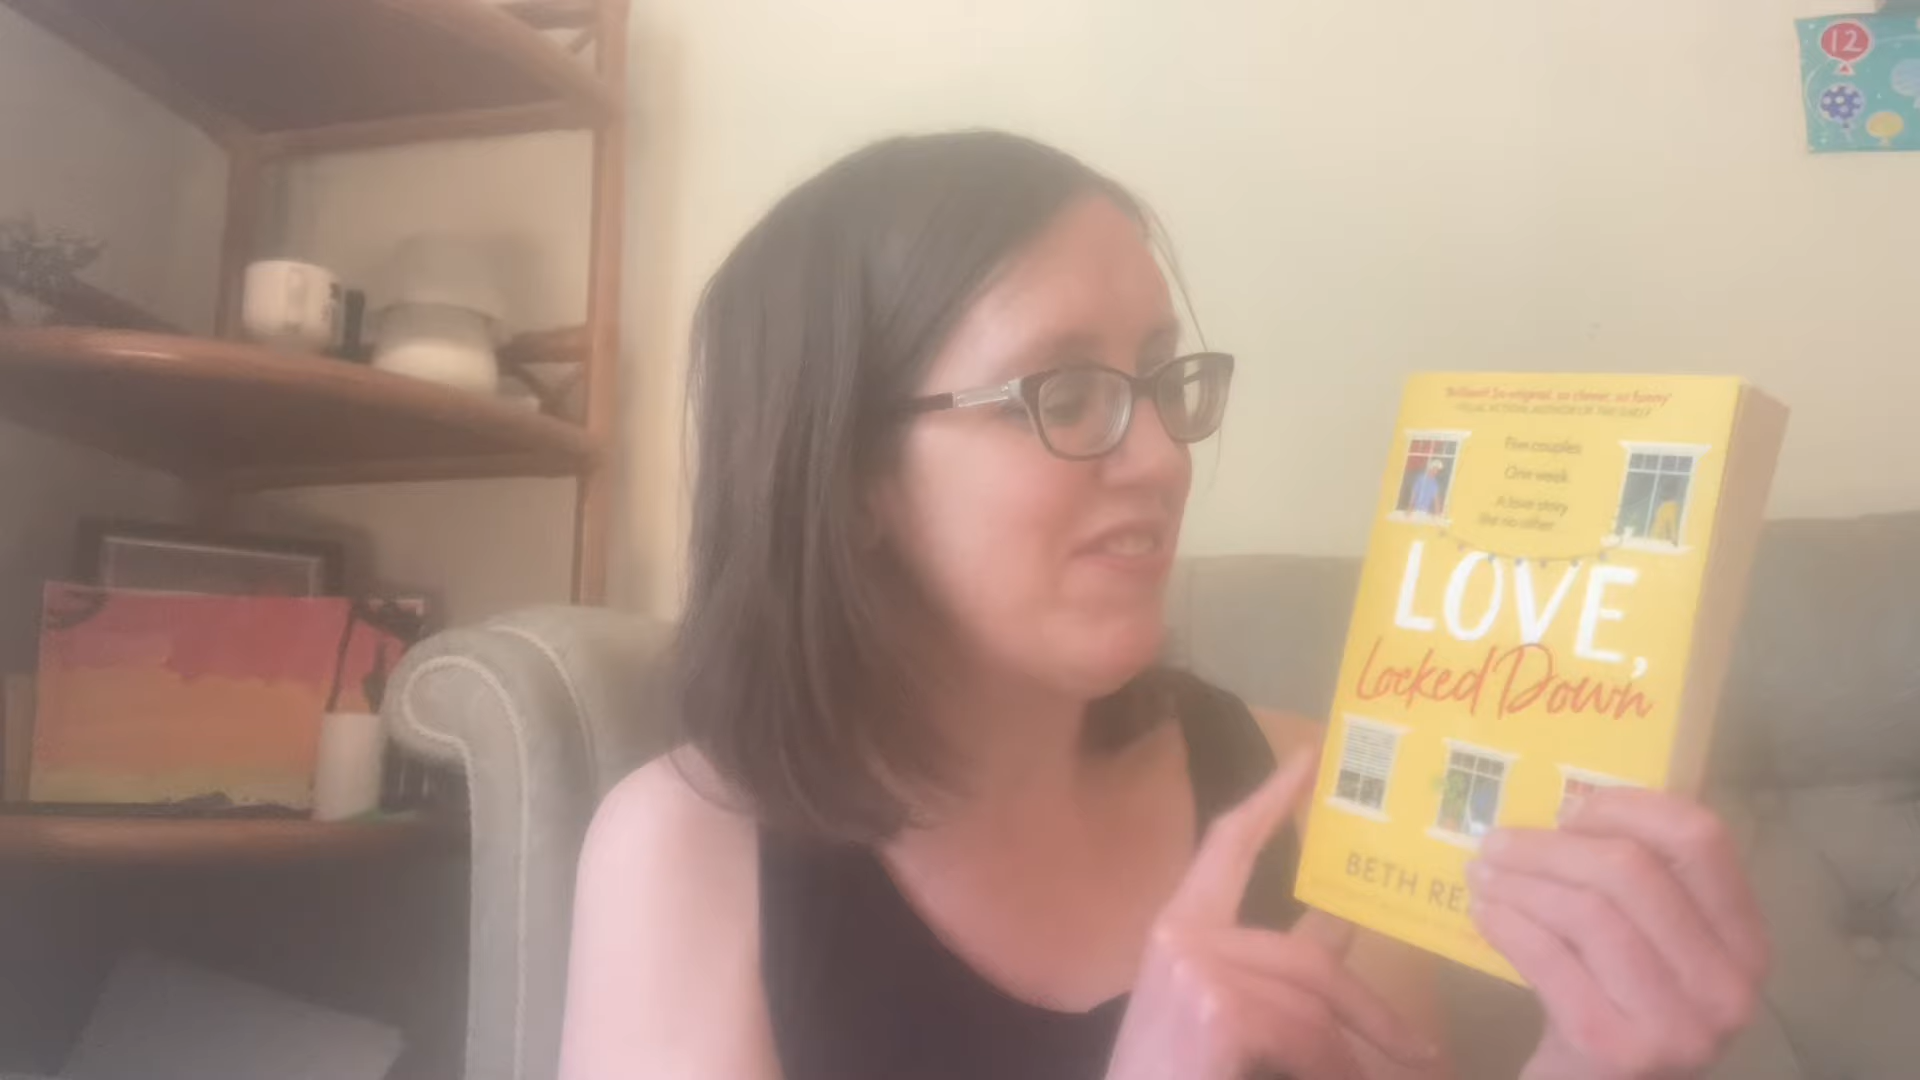 12
'Brilliant! So original, so clever, so funny'
Five couples
One week
A love story
like no other
LOVE,
Locked Down
BETH RE